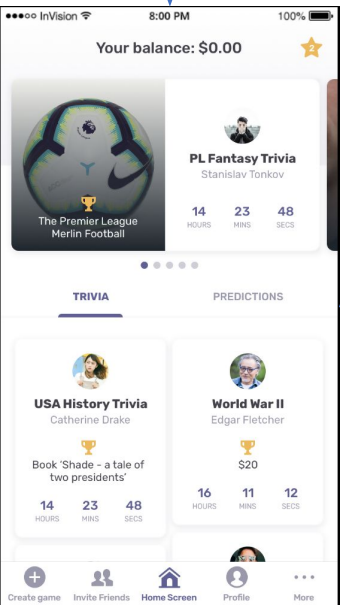 InVision
8:00 PM
100%
Your balance: $0.00
2
The Premier League
Merlin Football
PL Fantasy Trivia
Stanislav Tonkov
14 23 48
HOURS MINS SECS
TRIVIA PREDICTIONS
USA History Trivia
Catherine Drake
Book ‘Shade - a tale of
two presidents’
14 23 48
HOURS MINS SECS
World War II
Edgar Fletcher
$20
16 11 12
HOURS MINS SECS
Create game Invite Friends Home Screen Profile More